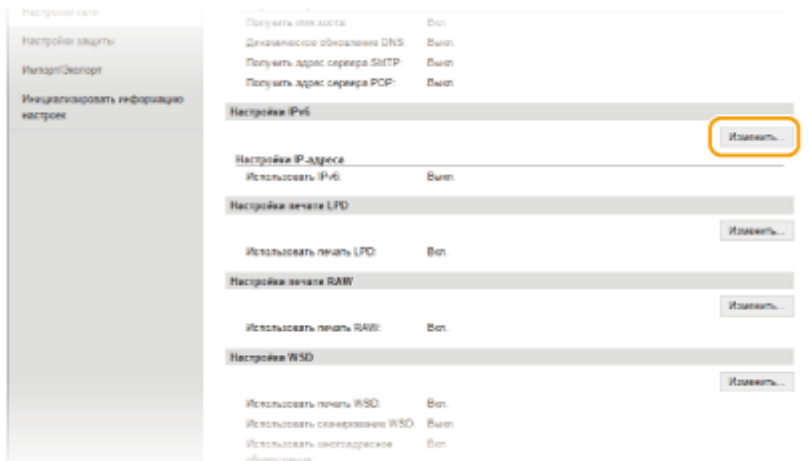 Настройки сети
Получить имя хоста: Вкл.
Настройки защиты
Динамическое обновление DNS: Выкл.
Получить адрес сервера SMTP: Выкл.
Импорт/Экспорт
Получить адрес сервера POP: Выкл.
Инициализировать информацию
настроек
Настройки IPv6
Изменить...
Настройки IP-адреса
Использовать IPv6: Выкл.
Настройки печати LPD
Изменить...
Использовать печать LPD: Вкл.
Настройки печати RAW
Изменить...
Использовать печать RAW: Вкл.
Настройки WSD
Изменить...
Использовать печать WSD: Вкл.
Использовать сканирование WSD: Выкл.
Использовать многоадресное Вкл.